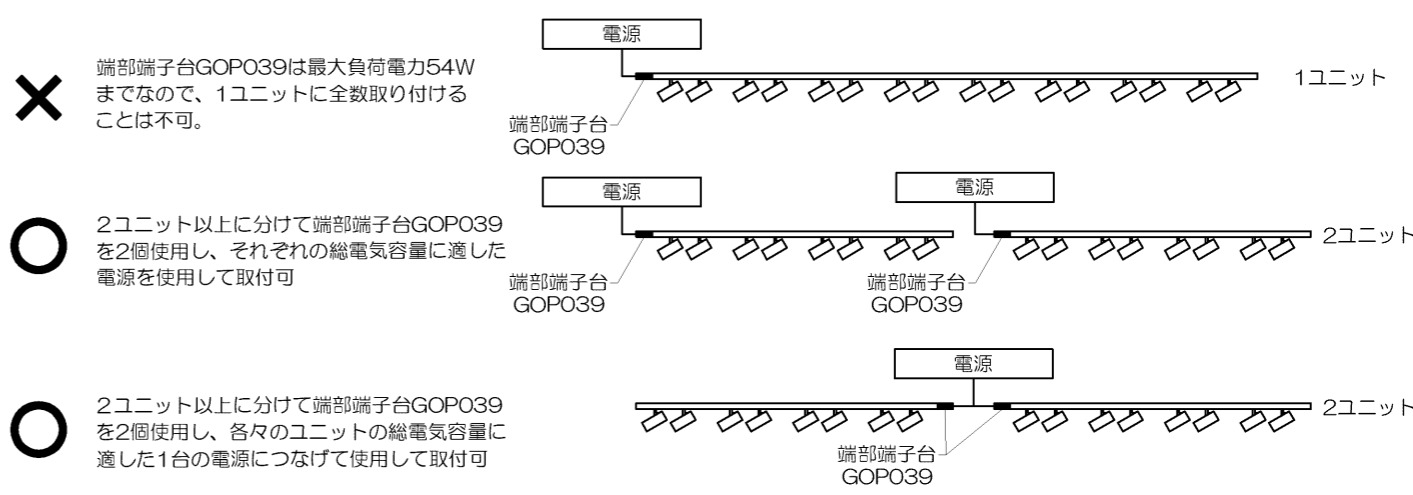 端部端子台GOP039は最大負荷電力54W
までなので、1ユニットに全数取り付ける
ことは不可。
電源
端部端子台
GOP039
1ユニット
2ユニット以上に分けて端部端子台GOP039
を2個使用し、それぞれの総電気容量に適した
電源を使用して取付可
電源
端部端子台
GOP039
電源
端部端子台
GOP039
2ユニット
2ユニット以上に分けて端部端子台GOP039
を2個使用し、各々のユニットの総電気容量に
適した1台の電源につなげて使用して取付可
電源
端部端子台
GOP039
2ユニット